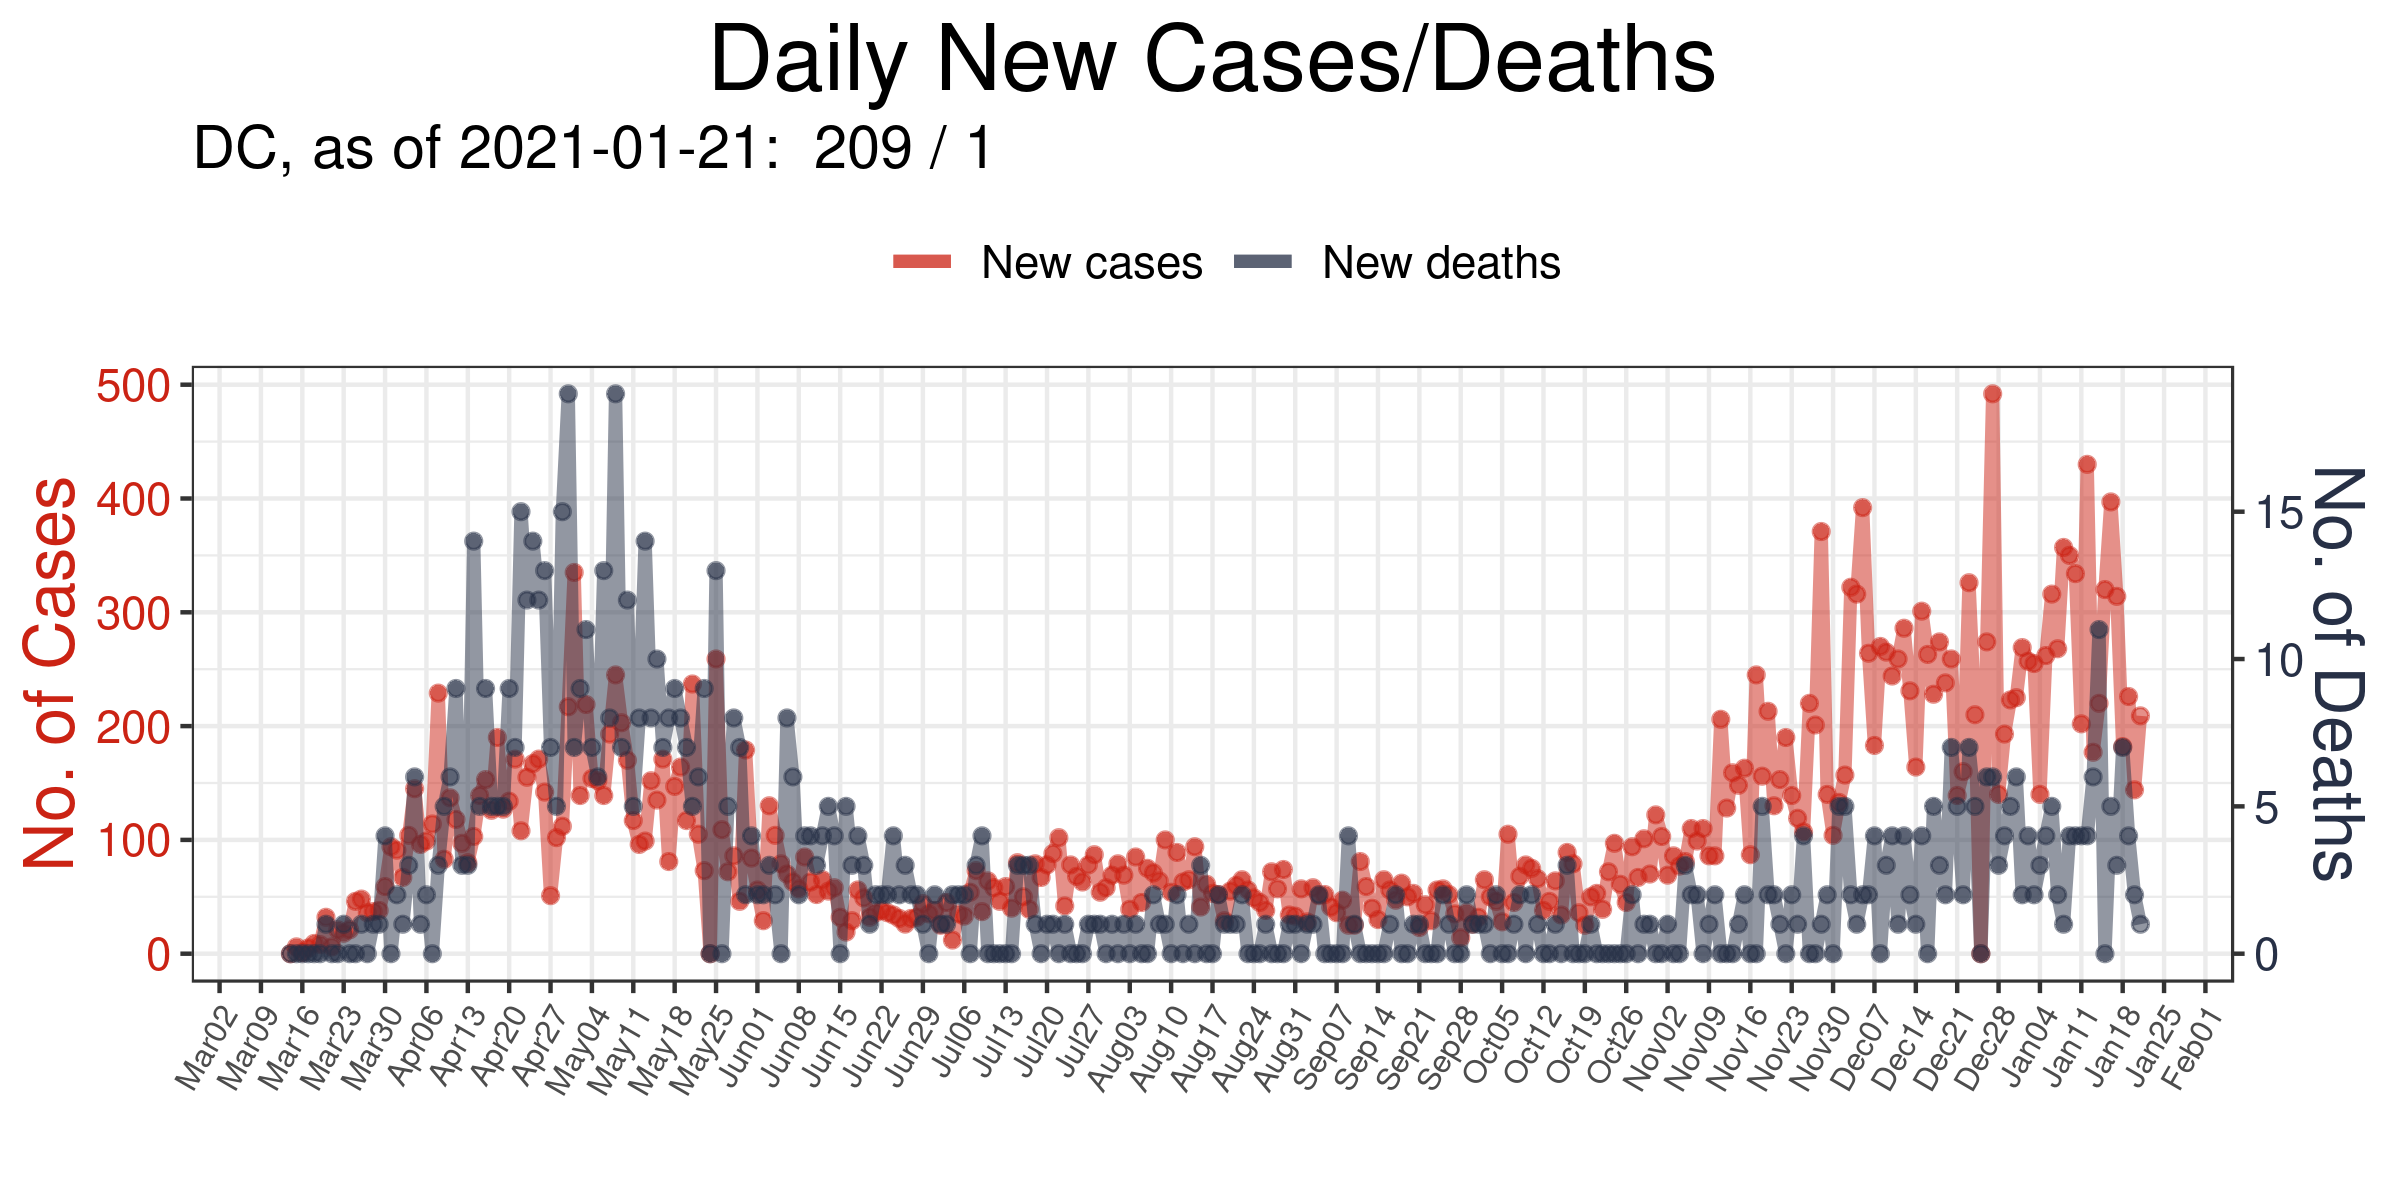 Daily New Cases/Deaths
DC, as of 2021-01-21:  209 / 1
New cases New deaths
No. of Cases
500
400
300
200
100
0
15
10
5
0
No. of Deaths
Mar02 Mar09 Mar16 Mar23 Mar30 Apr06 Apr13 Apr20 Apr27 May04 May11 May18 May25 Jun01 Jun08 Jun15 Jun22 Jun29 Jul06 Jul13 Jul20 Jul27 Aug03 Aug10 Aug17 Aug24 Aug31 Sep07 Sep14 Sep21 Sep28 Oct05 Oct12 Oct19 Oct26 Nov02 Nov09 Nov16 Nov23 Nov30 Dec07 Dec14 Dec21 Dec28 Jan04 Jan11 Jan18 Jan25 Feb01